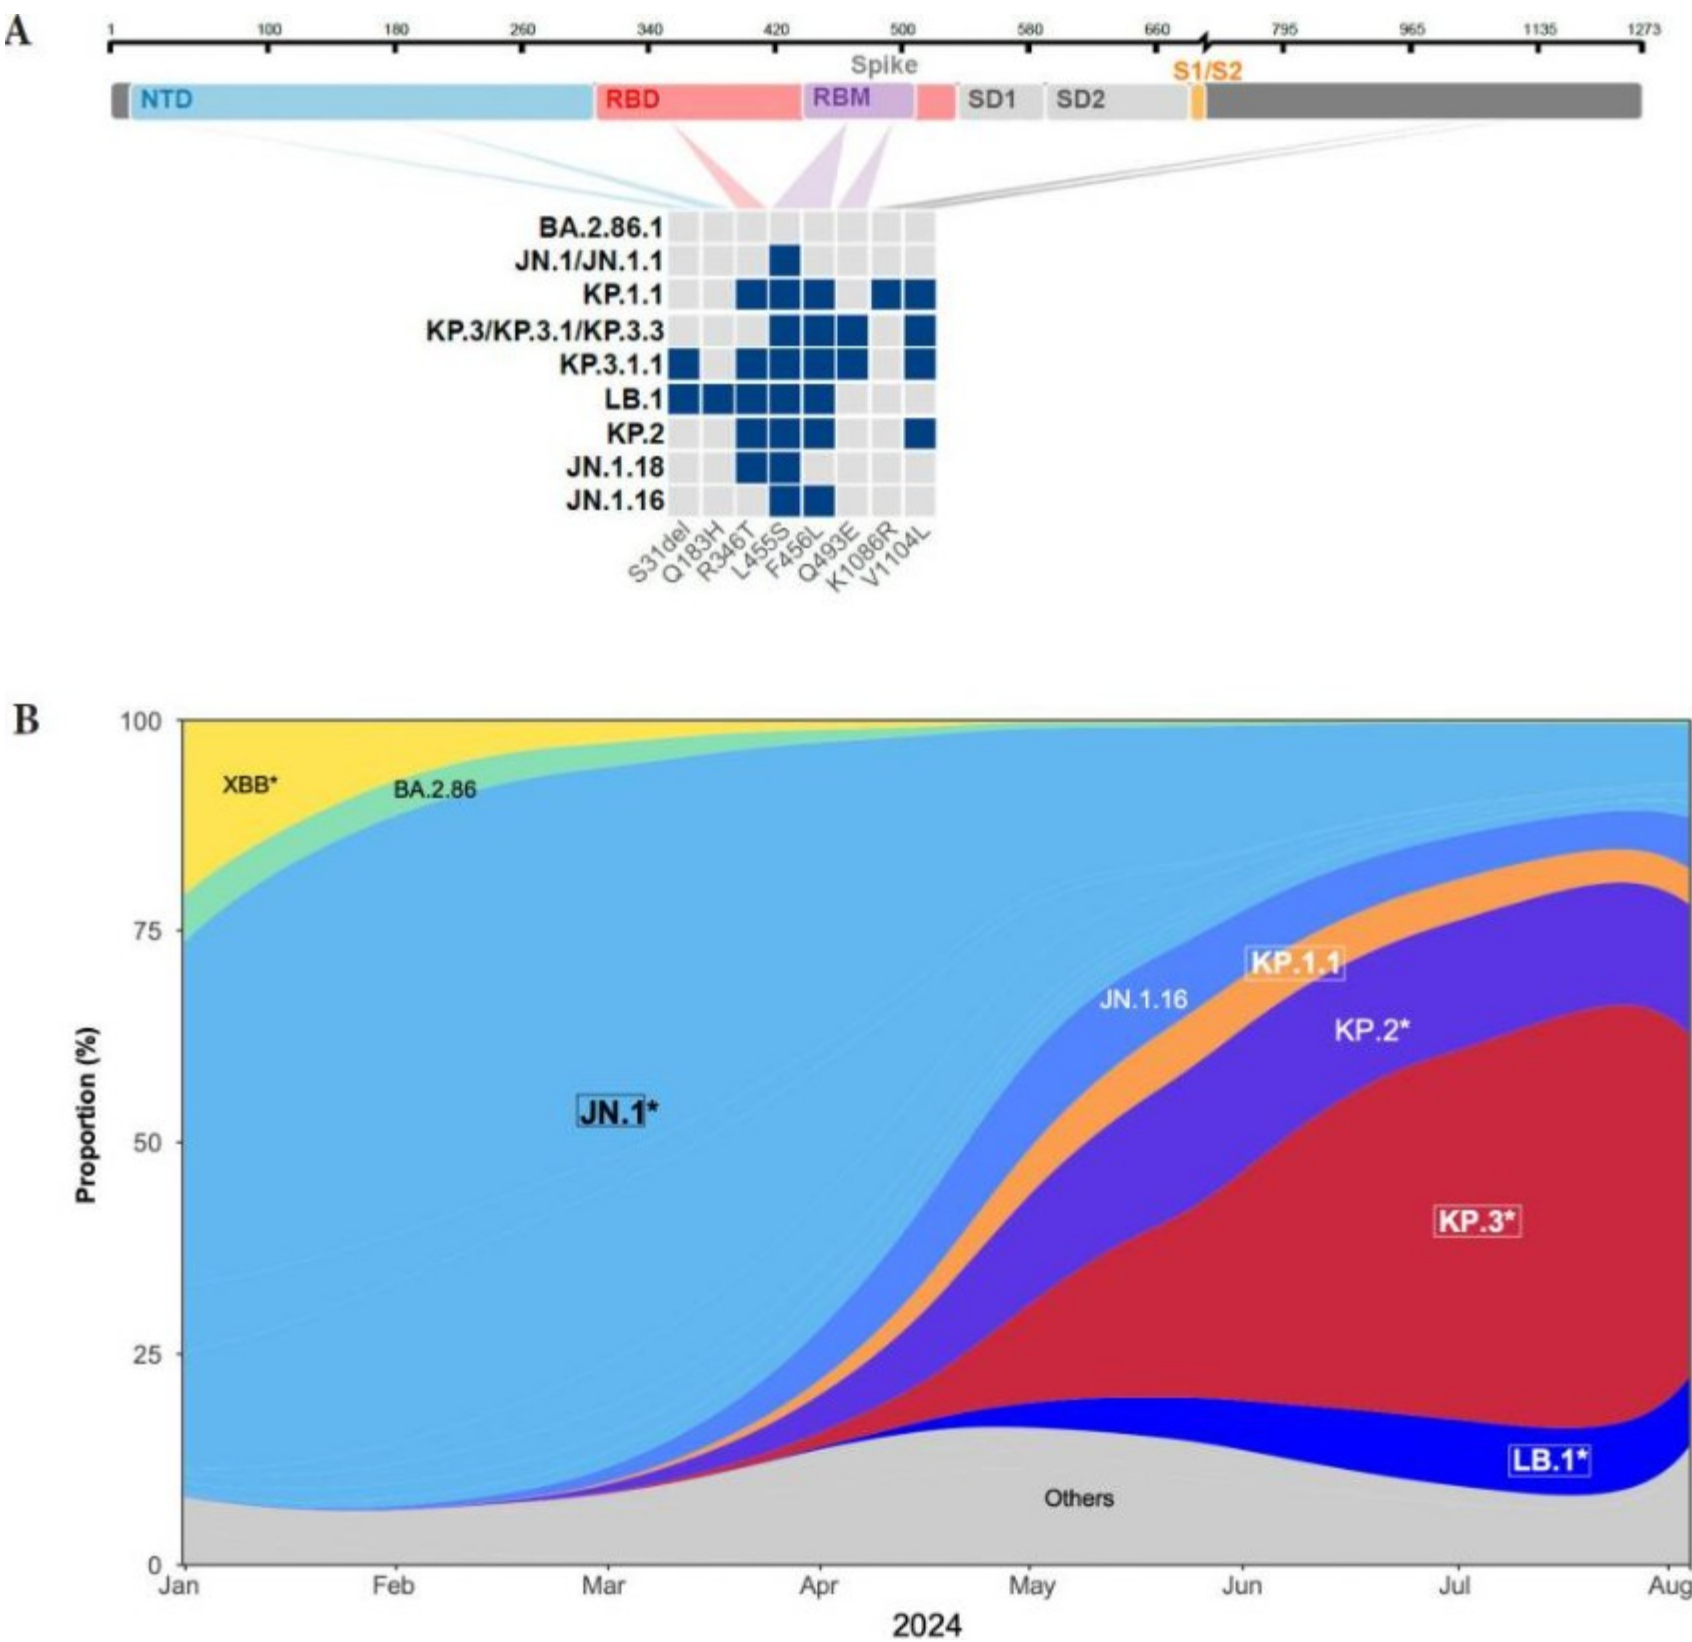 A
1 100 180 260 340 420 500 580 660 795 965 1135 1273
Spike
S1/S2
NTD RBD RBM SD1 SD2
BA.2.86.1
JN.1/JN.1.1
KP.1.1
KP.3/KP.3.1/KP.3.3
KP.3.1.1
LB.1
KP.2
JN.1.18
JN.1.16
S31del Q183H R346T L455S F456L Q493E K1086R V1104L
B
100
75
50
25
0
Proportion (%)
XBB*
BA.2.86
KP.1.1
JN.1.16
KP.2*
JN.1*
KP.3*
LB.1*
Others
Jan Feb Mar Apr May Jun Jul Aug
2024